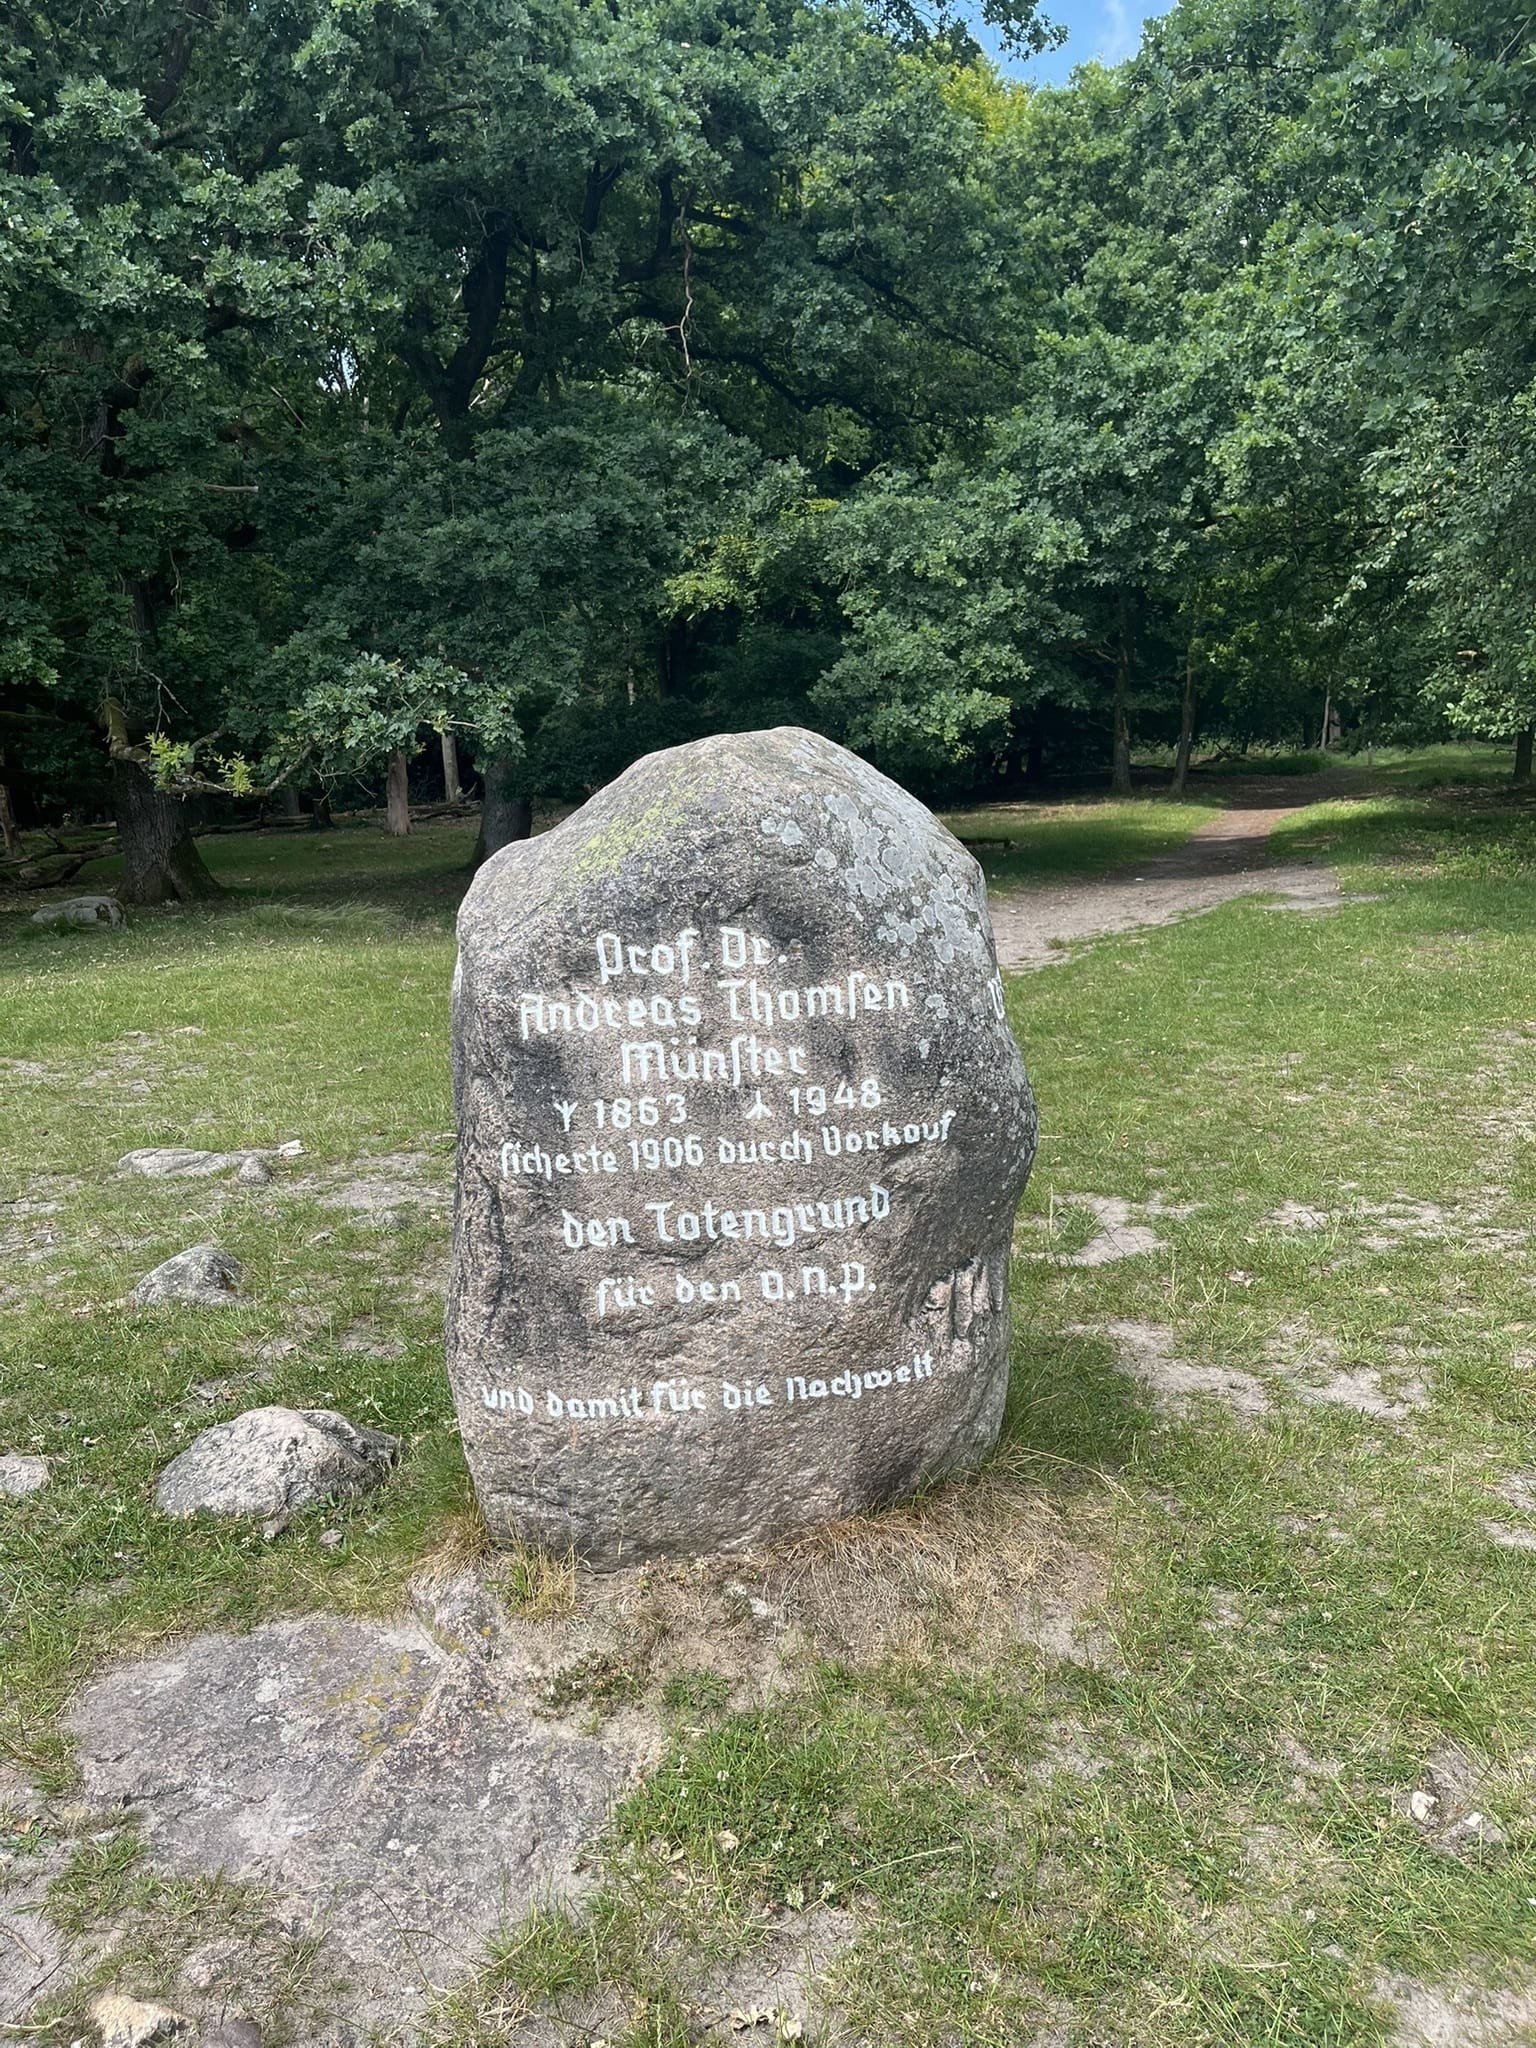 Prof. Dr.
Andreas Thomſen
Münſter
ᛉ 1863 ᛣ 1948
ſicherte 1906 durch Vorkauf
den Totengrund
für den V.N.P.
und damit für die Nachwelt